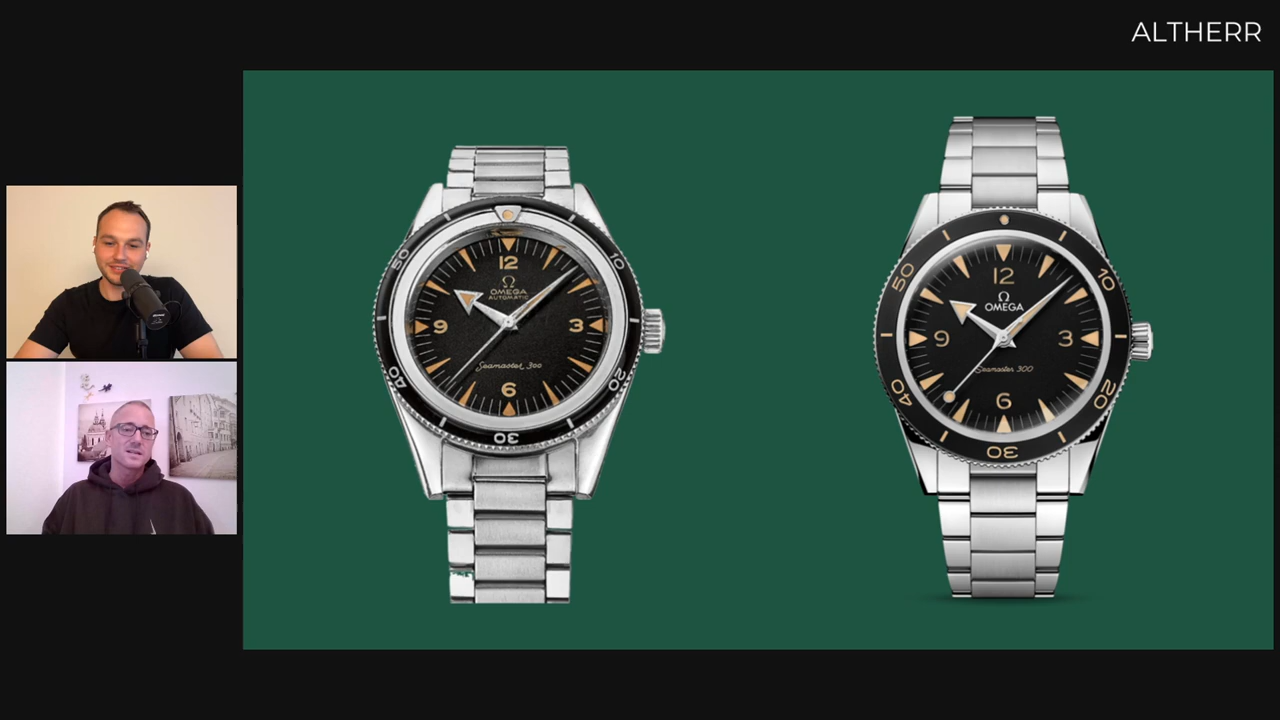 ALTHERR
12
Ω
OMEGA
AUTOMATIC
9
3
6
Seamaster 300
10
20
30
40
50
12
Ω
OMEGA
9
3
6
Seamaster 300
10
20
30
40
50